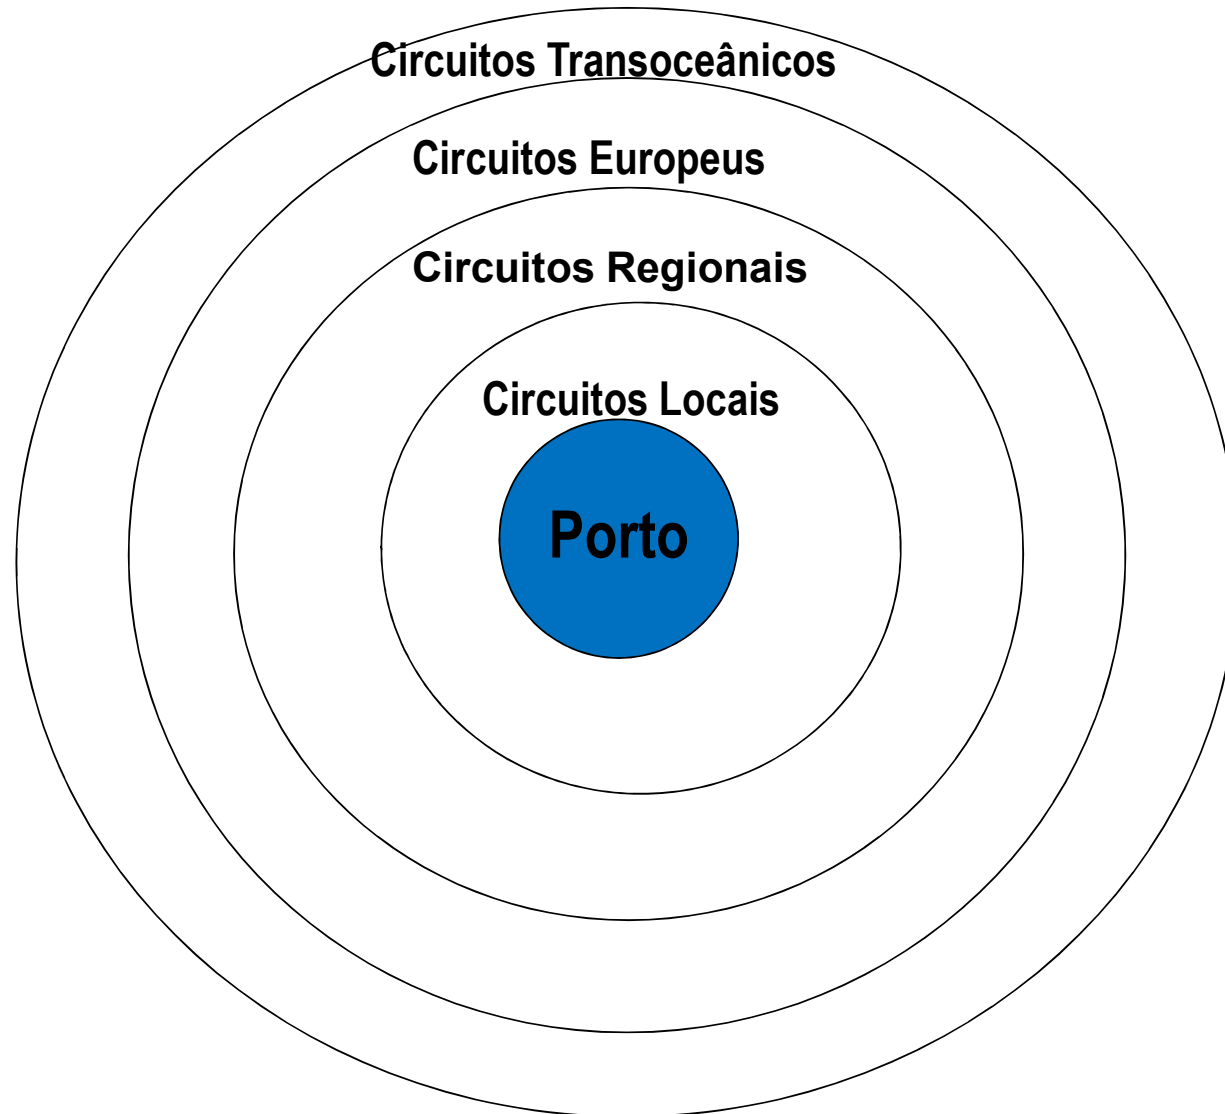 Circuitos Transoceânicos
Circuitos Europeus
Circuitos Regionais
Circuitos Locais
Porto